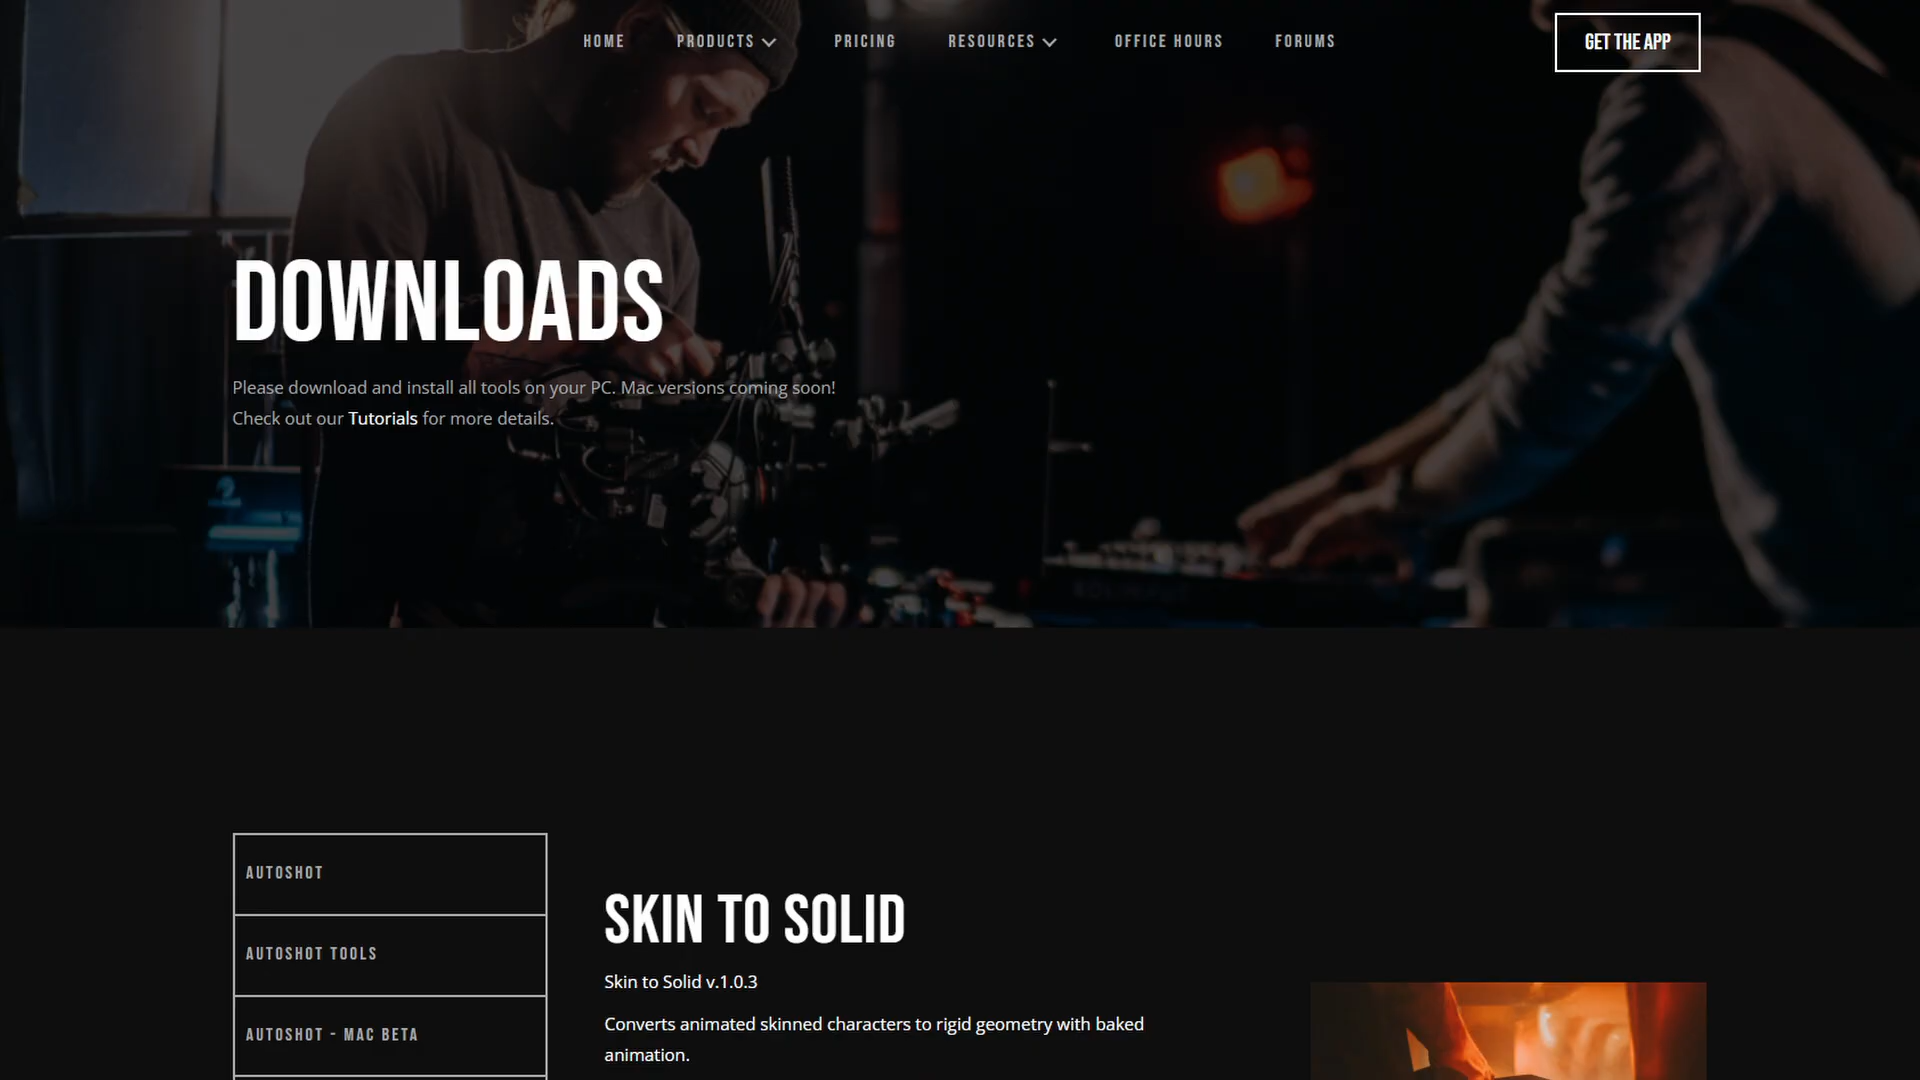 HOME
PRODUCTS
PRICING
RESOURCES
OFFICE HOURS
FORUMS
GET THE APP
DOWNLOADS
Please download and install all tools on your PC. Mac versions coming soon!
Check out our Tutorials for more details.
AUTOSHOT
AUTOSHOT TOOLS
AUTOSHOT - MAC BETA
SKIN TO SOLID
Skin to Solid v.1.0.3
Converts animated skinned characters to rigid geometry with baked
animation.